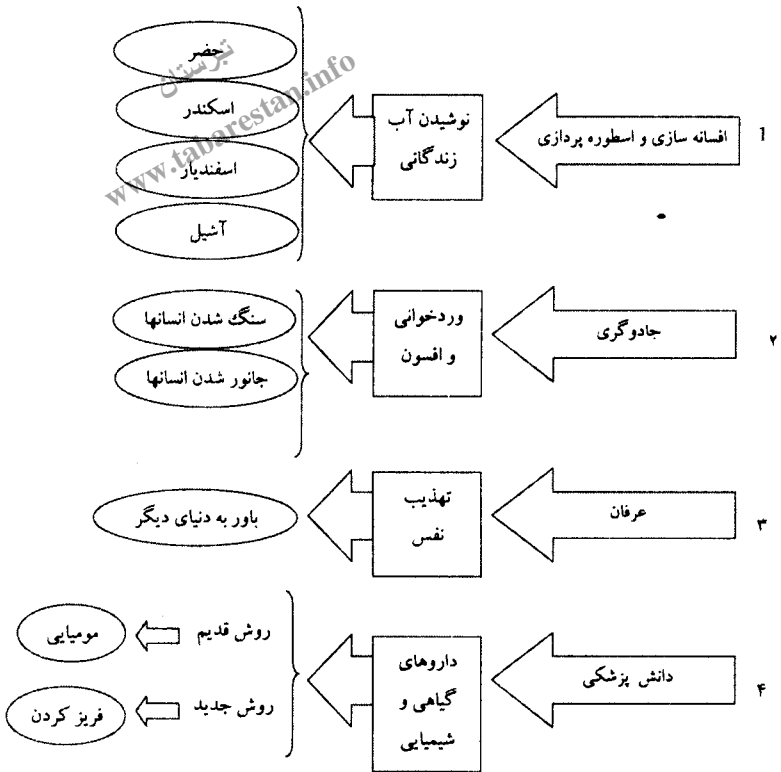 1
افسانه سازی و اسطوره پردازی
نوشیدن آب
زندگانی
خضر
اسکندر
اسفندیار
آشیل
۲
جادوگری
وردخوانی
و افسون
سنگ شدن انسانها
جانور شدن انسانها
۳
عرفان
تهذیب
نفس
باور به دنیای دیگر
۴
دانش پزشکی
داروهای
گیاهی و
شیمیایی
روش قدیم
مومیایی
روش جدید
فریز کردن
تبرستان
www.tabarestan.info